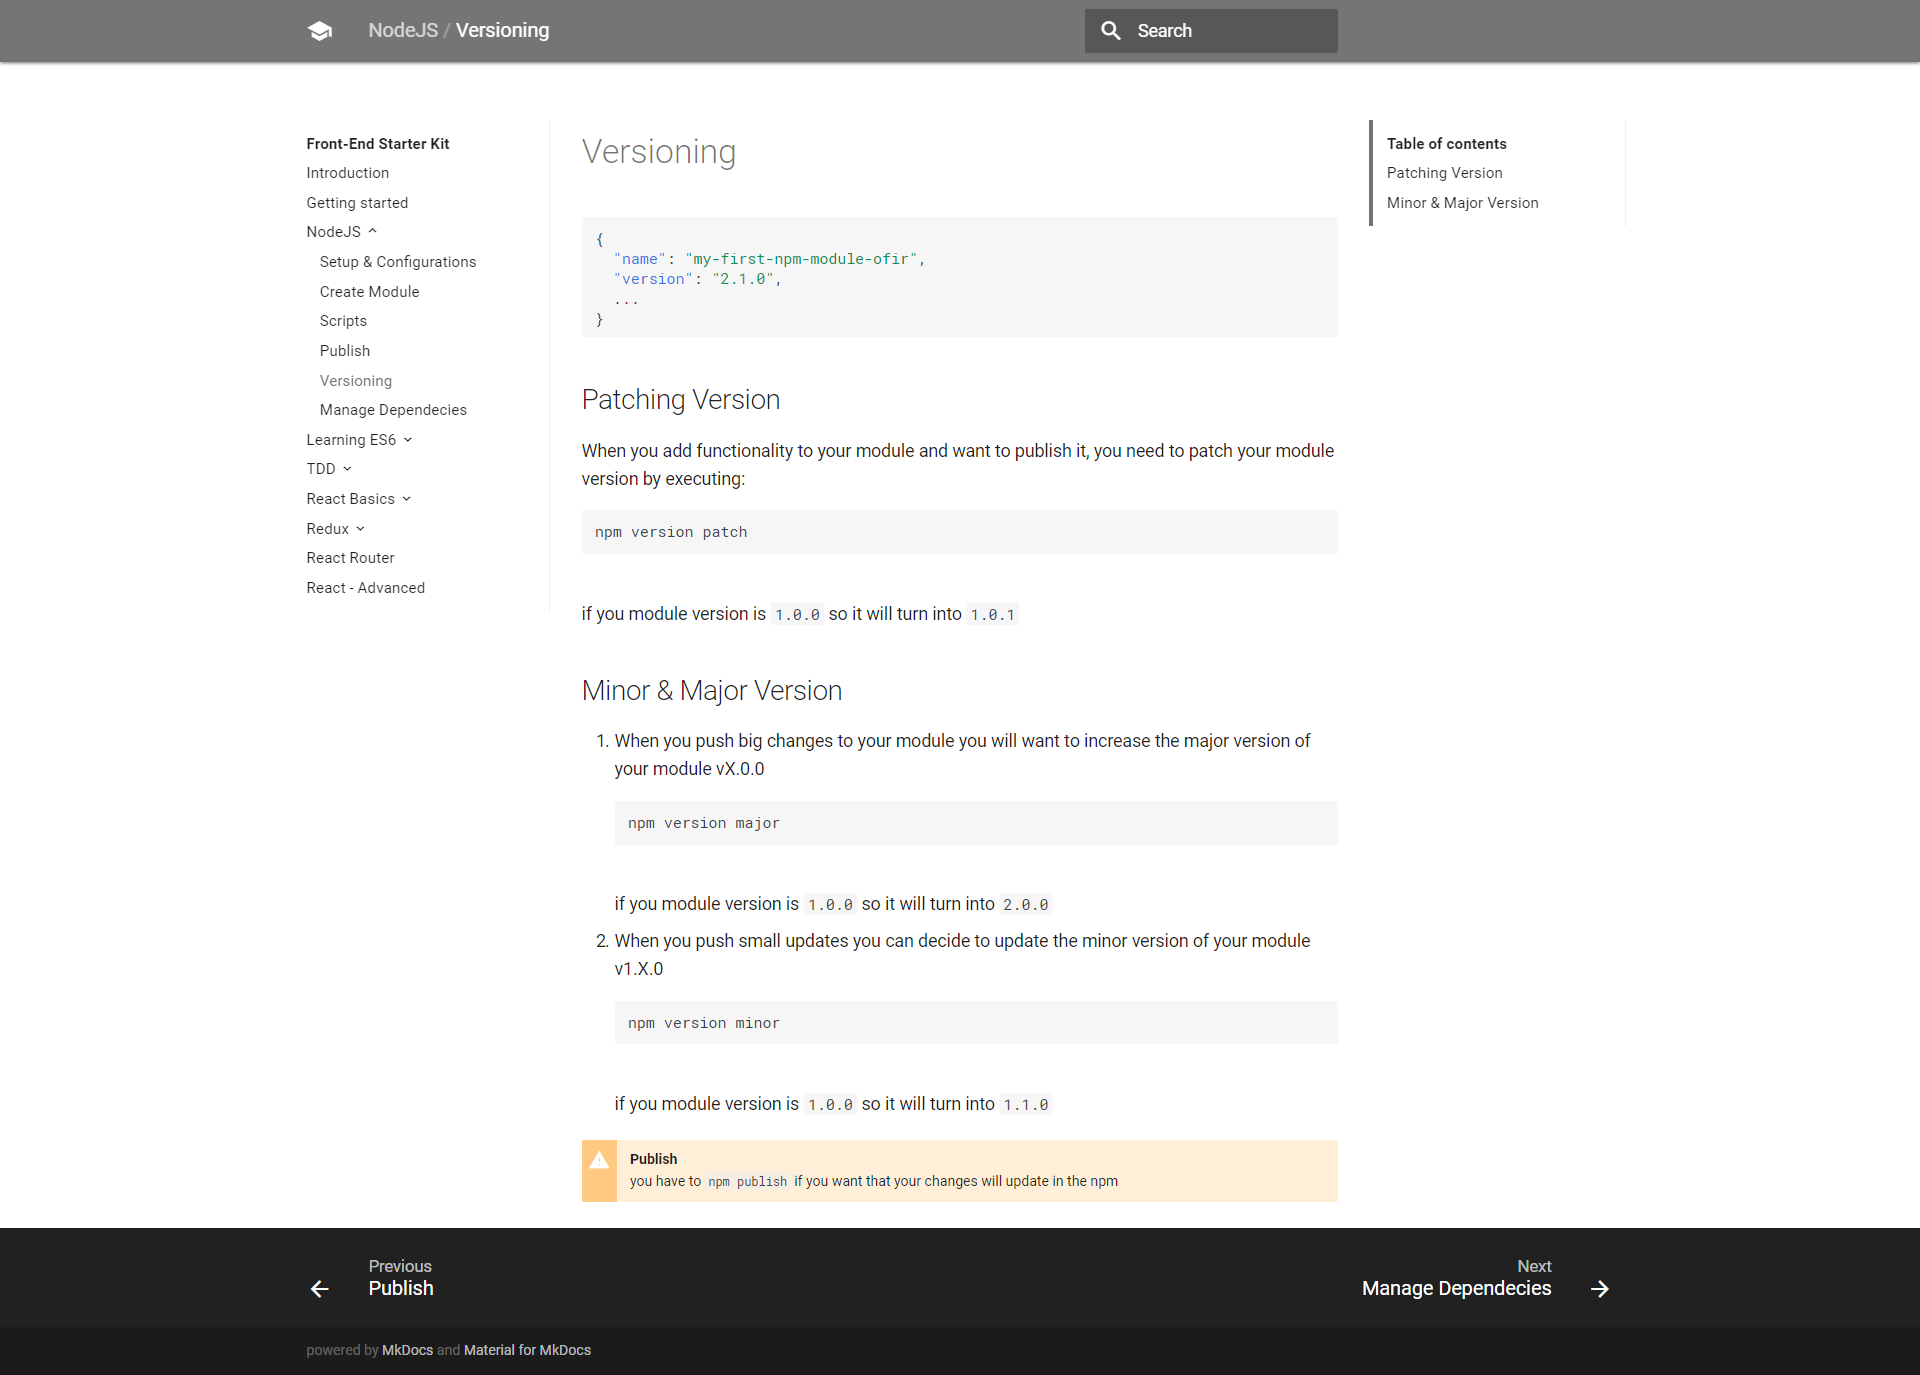 NodeJS / Versioning
Search
Front-End Starter Kit
Introduction
Getting started
NodeJS
Setup & Configurations
Create Module
Scripts
Publish
Versioning
Manage Dependecies
Learning ES6
TDD
React Basics
Redux
React Router
React - Advanced
Versioning
{
  "name": "my-first-npm-module-ofir",
  "version": "2.1.0",
  ...
}
Patching Version
When you add functionality to your module and want to publish it, you need to patch your module
version by executing:
npm version patch
if you module version is 1.0.0 so it will turn into 1.0.1
Minor & Major Version
1. When you push big changes to your module you will want to increase the major version of
your module vX.0.0
npm version major
if you module version is 1.0.0 so it will turn into 2.0.0
2. When you push small updates you can decide to update the minor version of your module
v1.X.0
npm version minor
if you module version is 1.0.0 so it will turn into 1.1.0
Publish
you have to npm publish if you want that your changes will update in the npm
Table of contents
Patching Version
Minor & Major Version
Previous
Publish
Next
Manage Dependecies
powered by MkDocs and Material for MkDocs